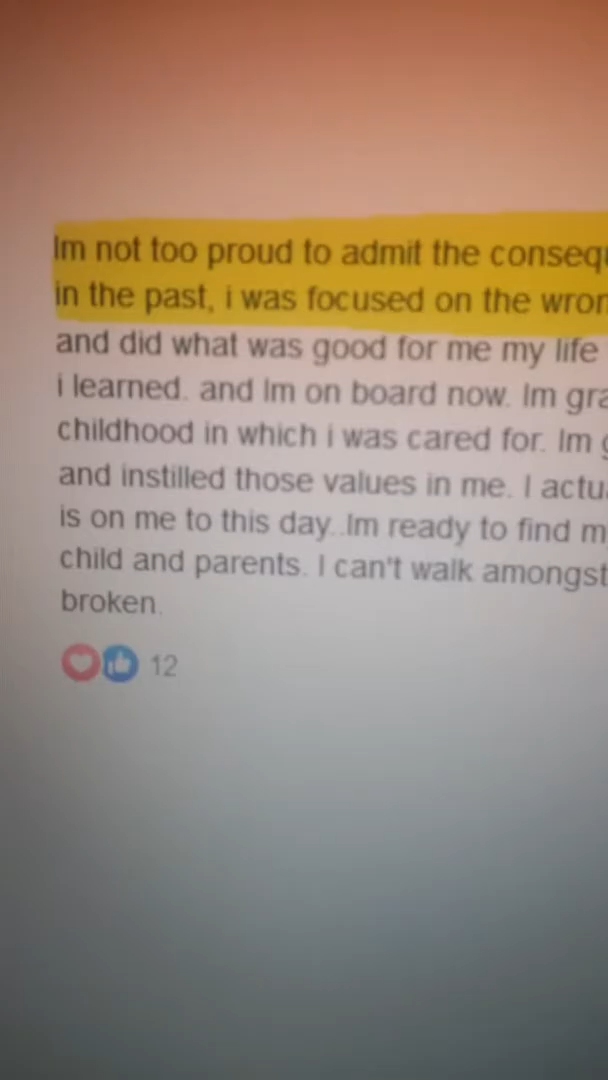 Im not too proud to admit the consequ
in the past, i was focused on the wron
and did what was good for me my life
i learned. and Im on board now. Im gra
childhood in which i was cared for. Im g
and instilled those values in me. I actua
is on me to this day..Im ready to find m
child and parents. I can't walk amongst
broken.
12